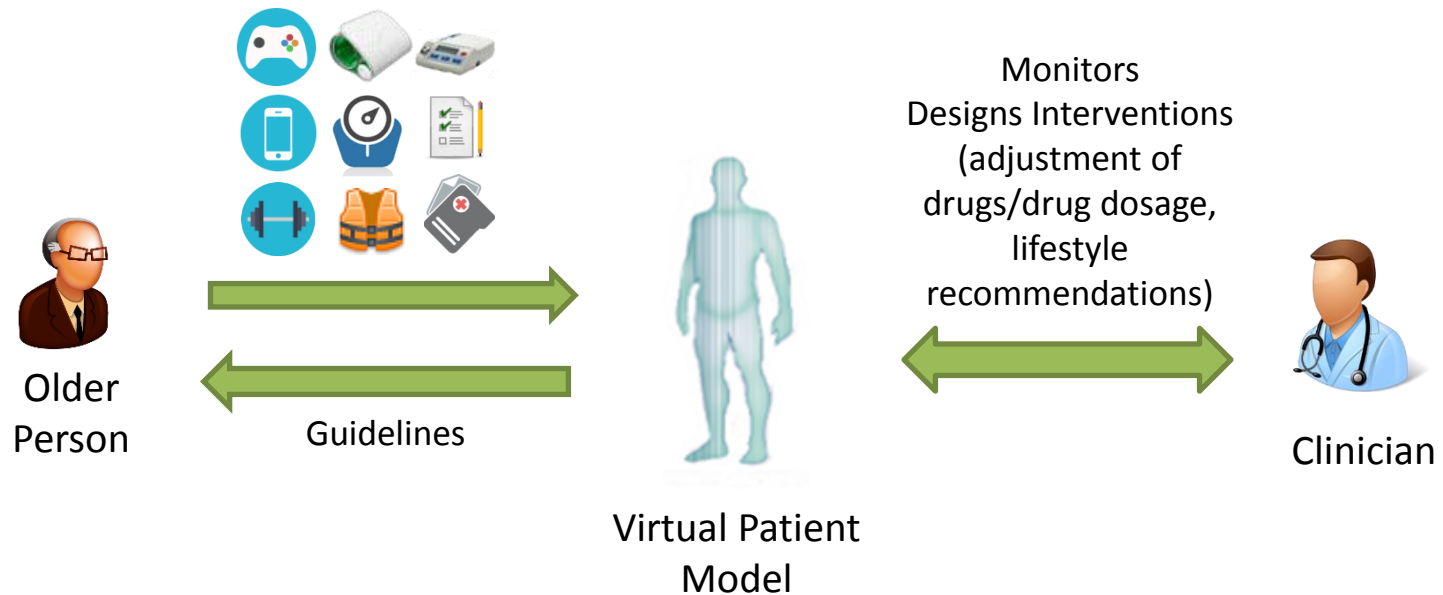 Monitors
Designs Interventions
(adjustment of
drugs/drug dosage,
lifestyle
recommendations)
Older
Person
Guidelines
Clinician
Virtual Patient
Model